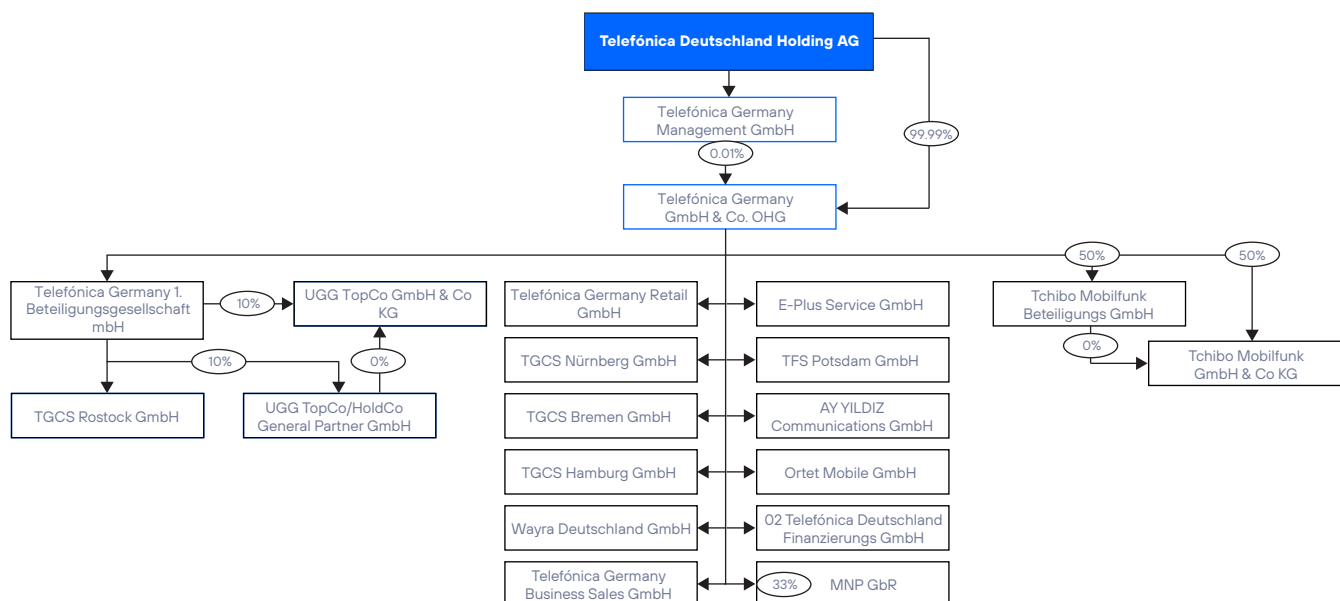 Telefónica Deutschland Holding AG
Telefónica Germany
Management GmbH
99.99%
0.01%
Telefónica Germany
GmbH & Co. OHG
50%
50%
Telefónica Germany 1.
Beteiligungsgesellschaft
mbH
10%
UGG TopCo GmbH & Co
KG
10%
0%
TGCS Rostock GmbH
UGG TopCo/HoldCo
General Partner GmbH
Telefónica Germany Retail
GmbH
E-Plus Service GmbH
TGCS Nürnberg GmbH
TFS Potsdam GmbH
TGCS Bremen GmbH
AY YILDIZ
Communications GmbH
TGCS Hamburg GmbH
Ortet Mobile GmbH
Wayra Deutschland GmbH
02 Telefónica Deutschland
Finanzierungs GmbH
Telefónica Germany
Business Sales GmbH
33%
MNP GbR
Tchibo Mobilfunk
Beteiligungs GmbH
0%
Tchibo Mobilfunk
GmbH & Co KG